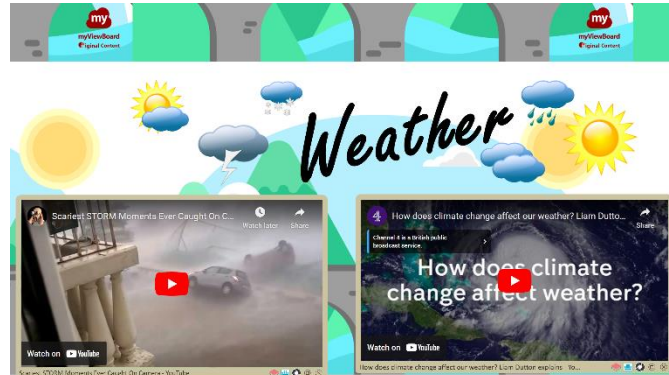 my
myViewBoard
Original Content
my
myViewBoard
Original Content
Weather
Scariest STORM Moments Ever Caught On C...
Watch later
Share
Watch on YouTube
Scariest STORM Moments Ever Caught On Camera - YouTube
4
How does climate change affect our weather? Liam Dutto...
Share
Channel 4 is a British public
broadcast service.
How does climate
change affect weather?
Watch on YouTube
How does climate change affect our weather? Liam Dutton explains - Yo...